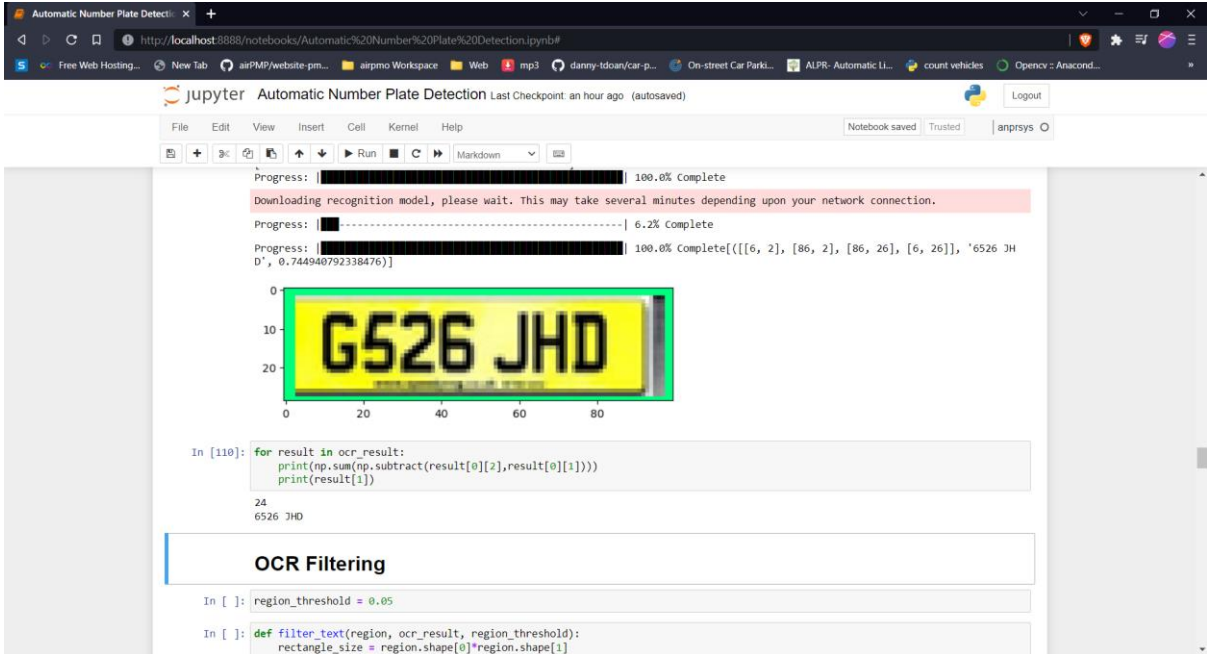 Automatic Number Plate Detectic
http://localhost:8888/notebooks/Automatic%20Number%20Plate%20Detection.ipynb#
Free Web Hosting... New Tab airPMP/website-pm... airpmo Workspace Web mp3 danny-tdoan/car-p... On-street Car Parki... ALPR- Automatic Li... count vehicles Opencv :: Anacond...
jupyter Automatic Number Plate Detection Last Checkpoint: an hour ago (autosaved) Logout
File Edit View Insert Cell Kernel Help Notebook saved Trusted anprsys
Run Markdown
Progress: | 100.0% Complete
Downloading recognition model, please wait. This may take several minutes depending upon your network connection.
Progress: |---------------------------------------------| 6.2% Complete
Progress: | 100.0% Complete[([[6, 2], [86, 2], [86, 26], [6, 26]], '6526 JH
D', 0.744940792338476)]
0
10
20
G526 JHD
0 20 40 60 80
In [110]: for result in ocr_result:
print(np.sum(np.subtract(result[0][2],result[0][1])))
print(result[1])
24
6526 JHD
OCR Filtering
In [ ]: region_threshold = 0.05
In [ ]: def filter_text(region, ocr_result, region_threshold):
rectangle_size = region.shape[0]*region.shape[1]